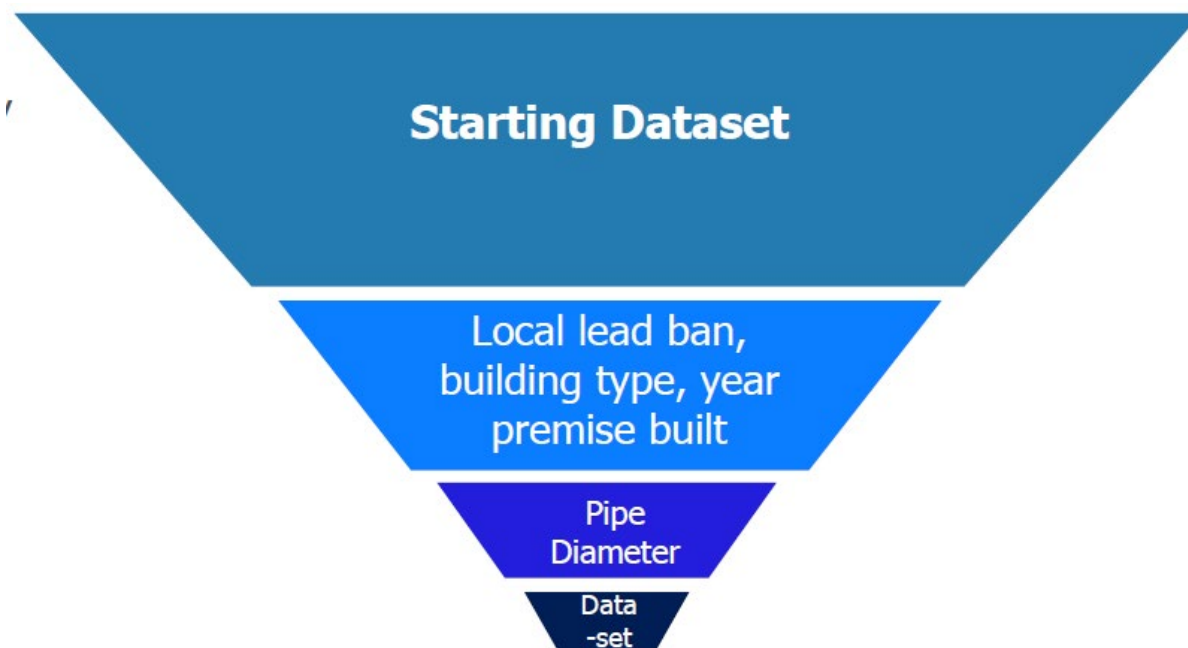 Starting Dataset
Local lead ban,
building type, year
premise built
Pipe
Diameter
Data
-set